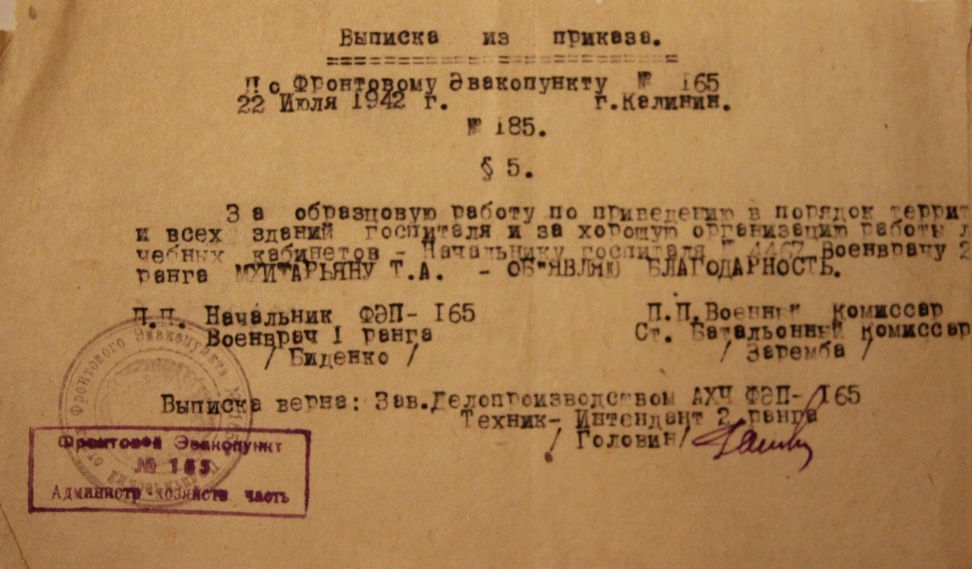 Выписка из приказа.
По Фронтовому Эвакопункту № 165
22 Июля 1942 г. г.Калинин.
№ 185.
§ 5.
За образцовую работу по приведению в порядок террит
и всех зданий госпиталя и за хорошую организацию работы л
чебных кабинетов - Начальнику госпиталя № 4467 Военврачу 2
ранга МХИТАРЬЯНУ Т.А. - ОБ"ЯВЛЯЮ БЛАГОДАРНОСТЬ.
П.П. Начальник ФЭП- 165 П.П.Военный комиссар
Военврач I ранга Ст. Батальонный комиссар
/ Биденко / / Заремба /
Выписка верна: Зав.Делопроизводством АХЧ ФЭП- 165
Техник- Интендант 2 ранга
/ Головин/
Фронтовой Эвакопункт
№ 165
Администр-хозяйств часть
Фронтового Эвакопункта